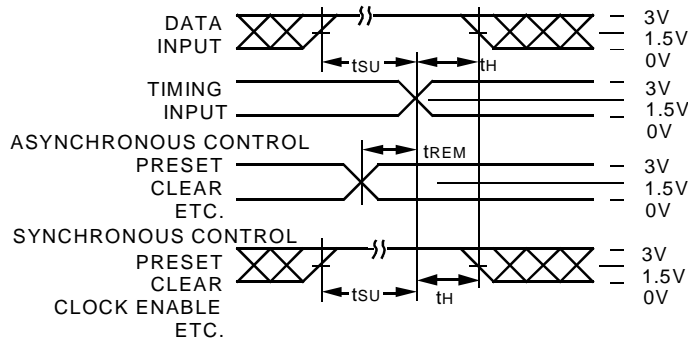 DATA
INPUT
3V
1.5V
0V
tSU
tH
TIMING
INPUT
3V
1.5V
0V
ASYNCHRONOUS CONTROL
PRESET
CLEAR
ETC.
tREM
3V
1.5V
0V
SYNCHRONOUS CONTROL
PRESET
CLEAR
CLOCK ENABLE
ETC.
tSU
tH
3V
1.5V
0V